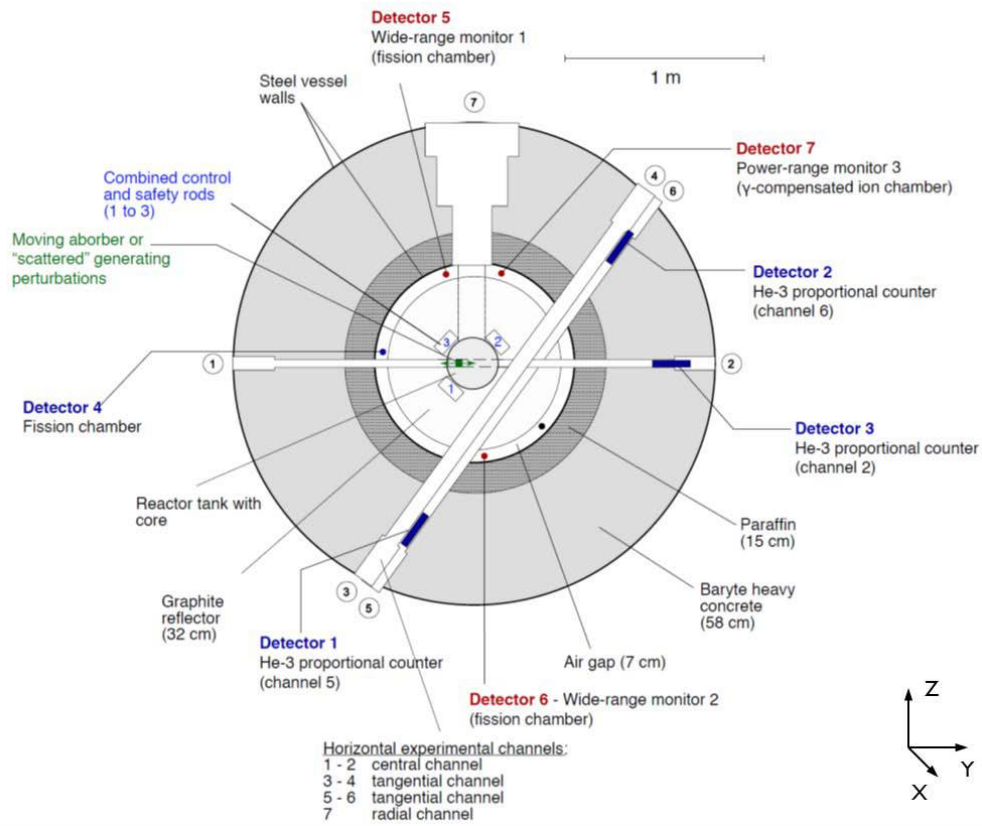 Detector 5
Wide-range monitor 1
(fission chamber)
1 m
Steel vessel
walls
7
Detector 7
Power-range monitor 3
(γ-compensated ion chamber)
Combined control
and safety rods
(1 to 3)
4
6
Moving aborber or
"scattered" generating
perturbations
Detector 2
He-3 proportional counter
(channel 6)
3
2
1
1
2
Detector 4
Fission chamber
Detector 3
He-3 proportional counter
(channel 2)
Reactor tank with
core
Paraffin
(15 cm)
Graphite
reflector
(32 cm)
3
5
Baryte heavy
concrete
(58 cm)
Detector 1
He-3 proportional counter
(channel 5)
Air gap (7 cm)
Detector 6 - Wide-range monitor 2
(fission chamber)
Horizontal experimental channels:
1 - 2 central channel
3 - 4 tangential channel
5 - 6 tangential channel
7 radial channel
Z
Y
X